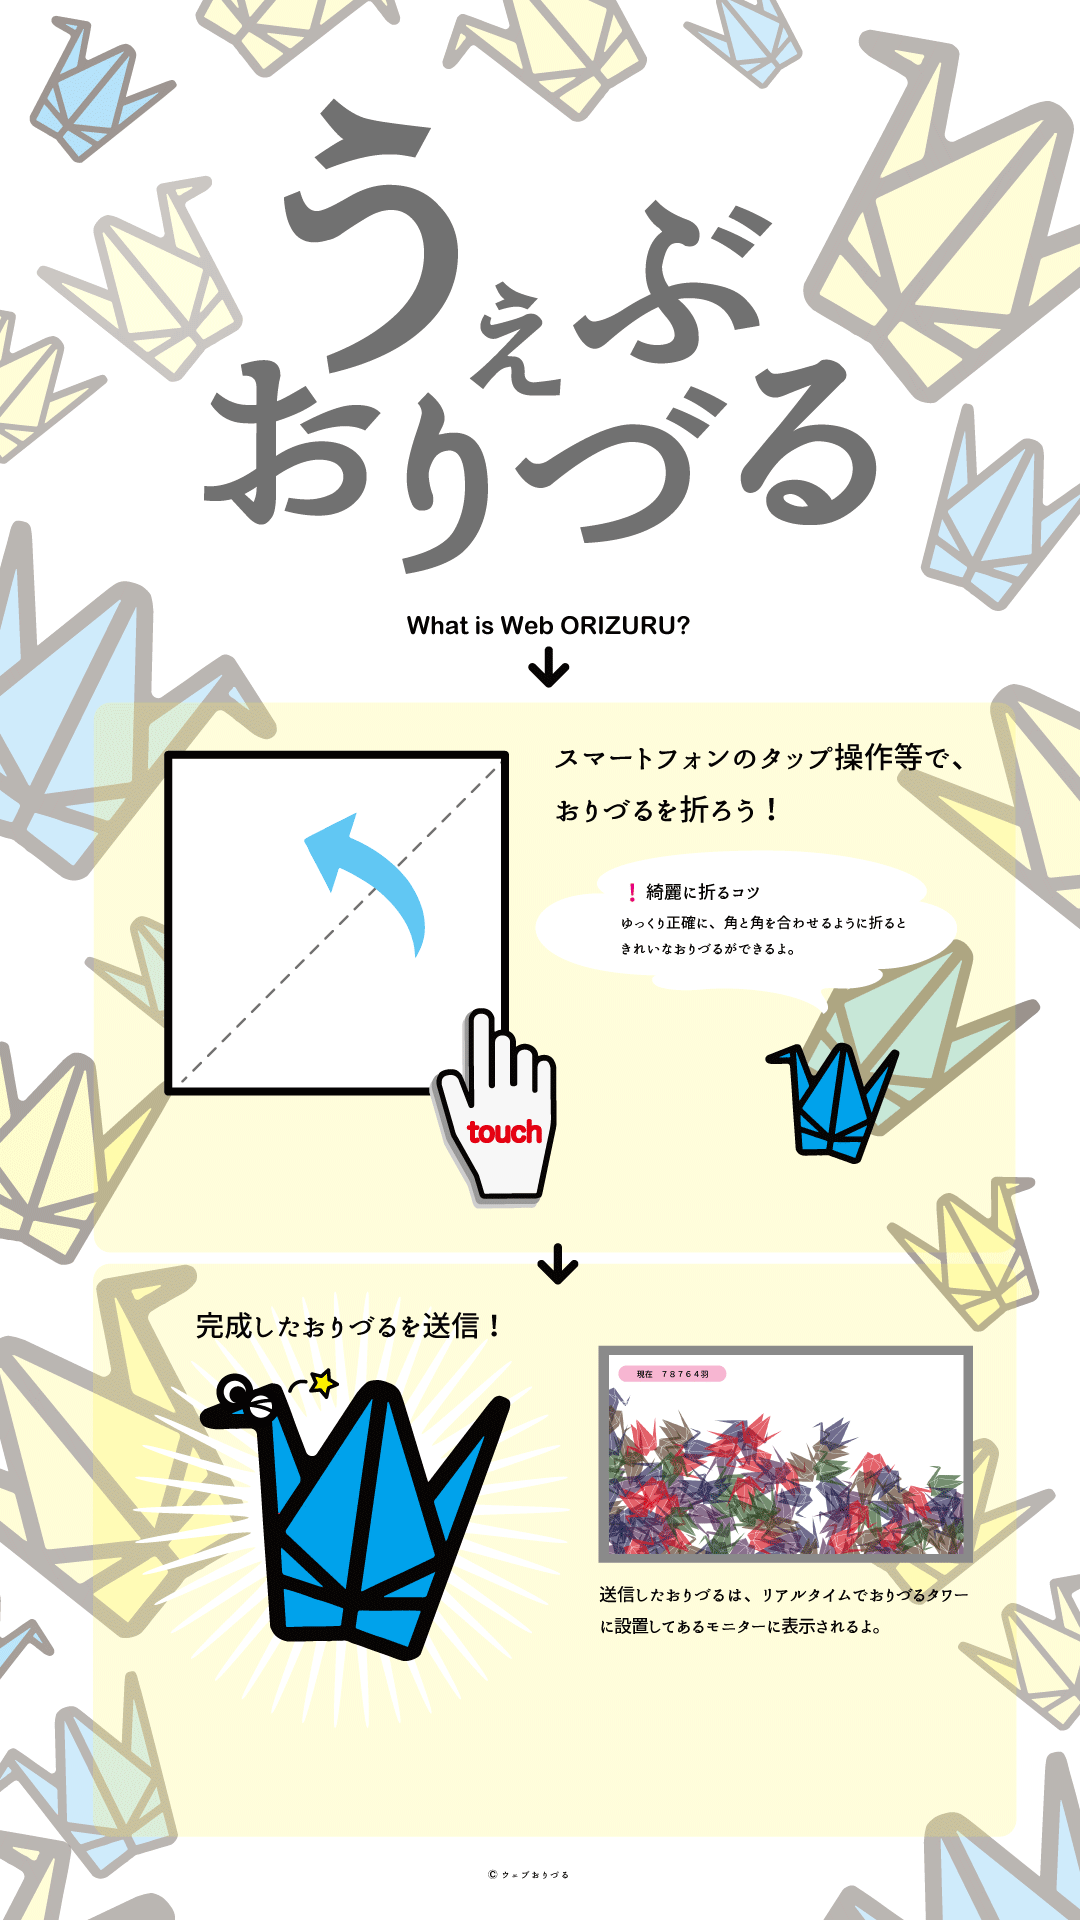 うぇぶ
おりづる
What is Web ORIZURU?
スマートフォンのタップ操作等で、
おりづるを折ろう！
！綺麗に折るコツ
ゆっくり正確に、角と角を合わせるように折ると
きれいなおりづるができるよ。
touch
完成したおりづるを送信！
現在　７８７６４羽
送信したおりづるは、リアルタイムでおりづるタワー
に設置してあるモニターに表示されるよ。
© ウェブおりづる